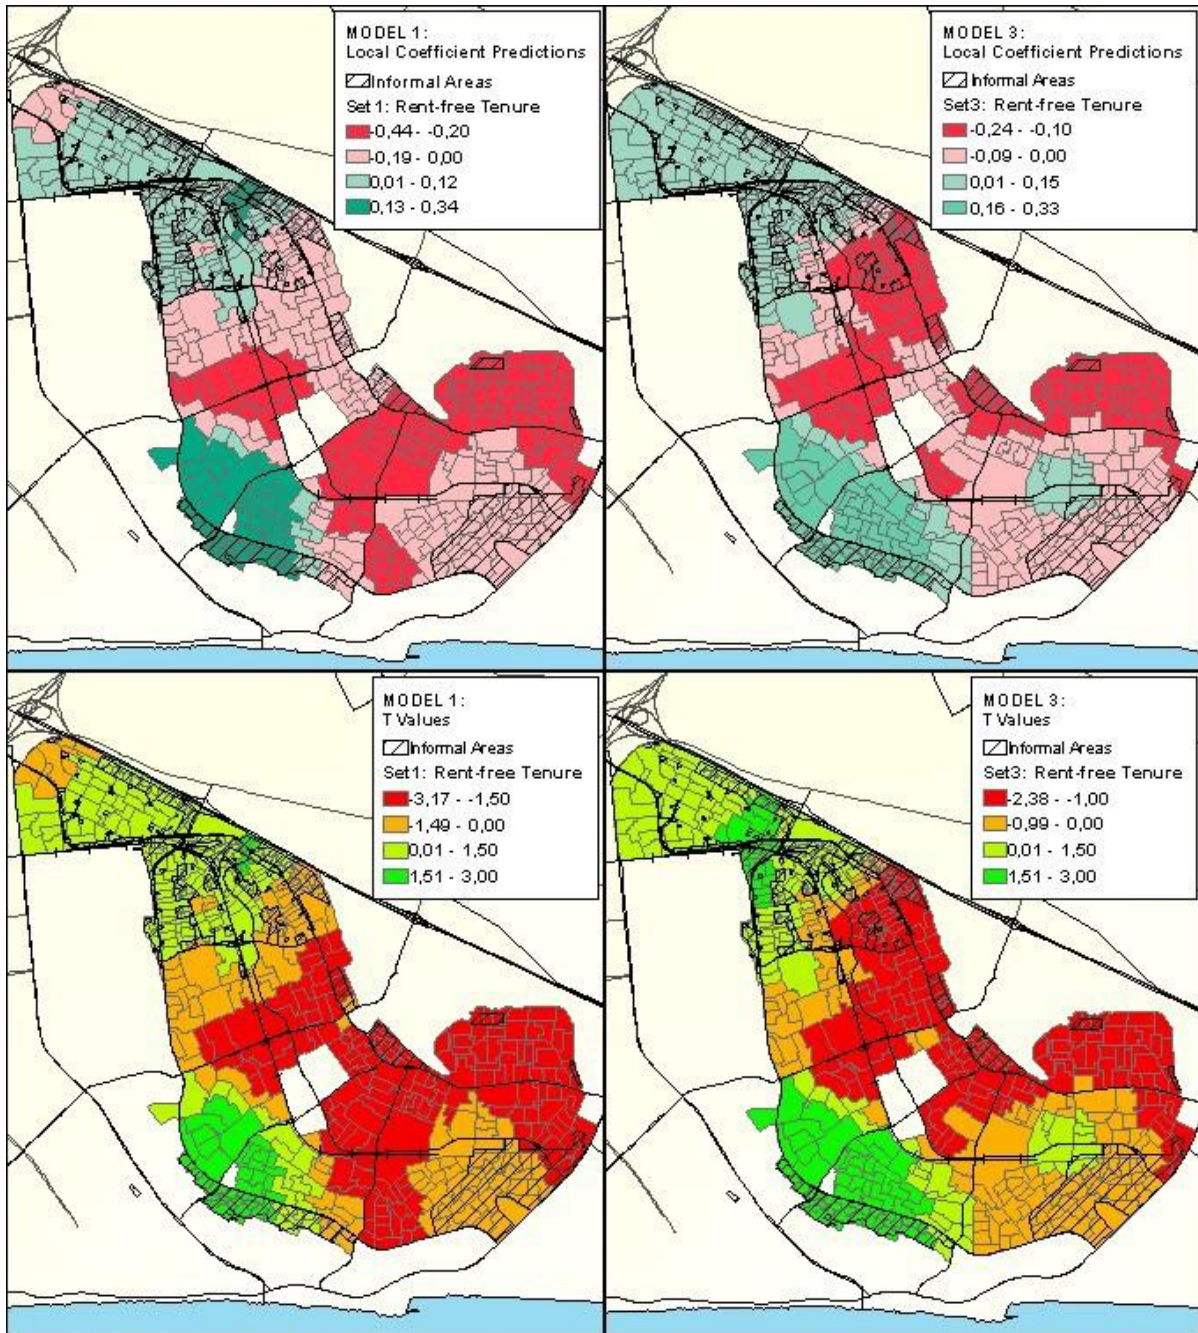 MODEL 1:
Local Coefficient Predictions
Informal Areas
Set1: Rent-free Tenure
-0,44- -0,20
-0,19 - 0,00
0,01 - 0,12
0,13 - 0,34
MODEL 3:
Local Coefficient Predictions
Informal Areas
Set3: Rent-free Tenure
-0,24 - -0,10
-0,09 - 0,00
0,01 - 0,15
0,16 - 0,33
MODEL 1:
T Values
Informal Areas
Set1: Rent-free Tenure
-3,17 - -1,50
-1,49 - 0,00
0,01 - 1,50
1,51 - 3,00
MODEL 3:
T Values
Informal Areas
Set3: Rent-free Tenure
-2,38 - -1,00
-0,99 - 0,00
0,01 - 1,50
1,51 - 3,00